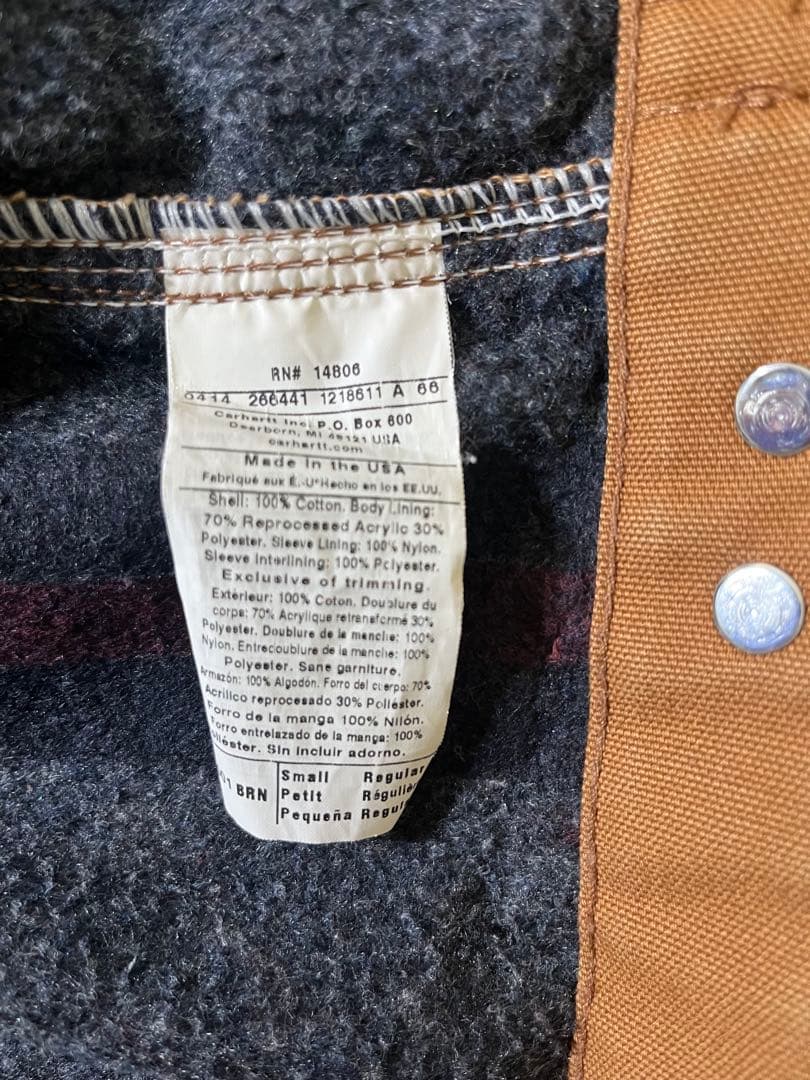 RN# 14806
0414 266441 1218611 A 66
Carhartt Inc. P.O. Box 600
Dearborn, MI 48121 USA
carhartt.com
Made in the USA
Fabriqué aux É.-U•Hecho en los EE.UU.
Shell: 100% Cotton. Body Lining:
70% Reprocessed Acrylic 30%
Polyester. Sleeve Lining: 100% Nylon.
Sleeve Interlining: 100% Polyester.
Exclusive of trimming.
Extérieur: 100% Coton. Doublure du
corps: 70% Acrylique retransformé 30%
Polyester. Doublure de la manche: 100%
Nylon. Entredoublure de la manche: 100%
Polyester. Sans garniture.
Armazón: 100% Algodón. Forro del cuerpo: 70%
Acrílico reprocesado 30% Poliéster.
Forro de la manga 100% Nilón.
Forro entrelazado de la manga: 100%
Poliéster. Sin incluir adorno.
BRN
Small Regular
Petit Régulier
Pequeña Regul